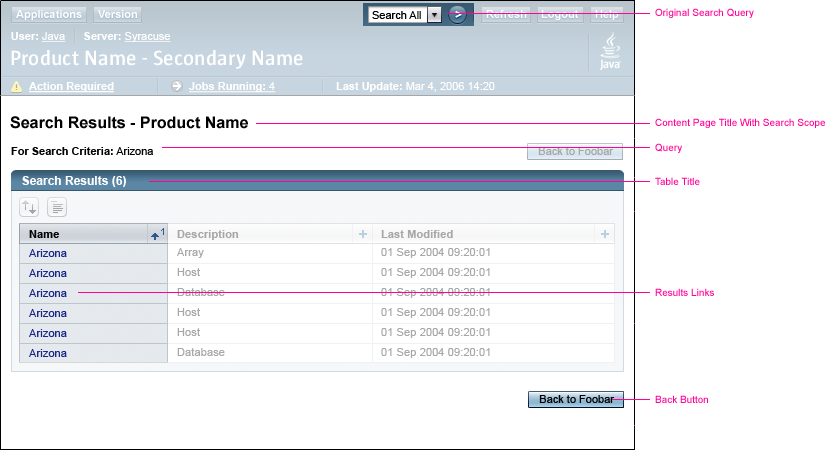 Applications Version Search All > Refresh Logout Help Original Search Query
User: Java Server: Syracuse
Product Name - Secondary Name
Java
Action Required Jobs Running: 4 Last Update: Mar 4, 2006 14:20
Search Results - Product Name Content Page Title With Search Scope
For Search Criteria: Arizona Back to Foobar Query
Search Results (6) Table Title
Name 1 Description + Last Modified +
Arizona Array 01 Sep 2004 09:20:01
Arizona Host 01 Sep 2004 09:20:01
Arizona Database 01 Sep 2004 09:20:01 Results Links
Arizona Host 01 Sep 2004 09:20:01
Arizona Host 01 Sep 2004 09:20:01
Arizona Database 01 Sep 2004 09:20:01
Back to Foobar Back Button